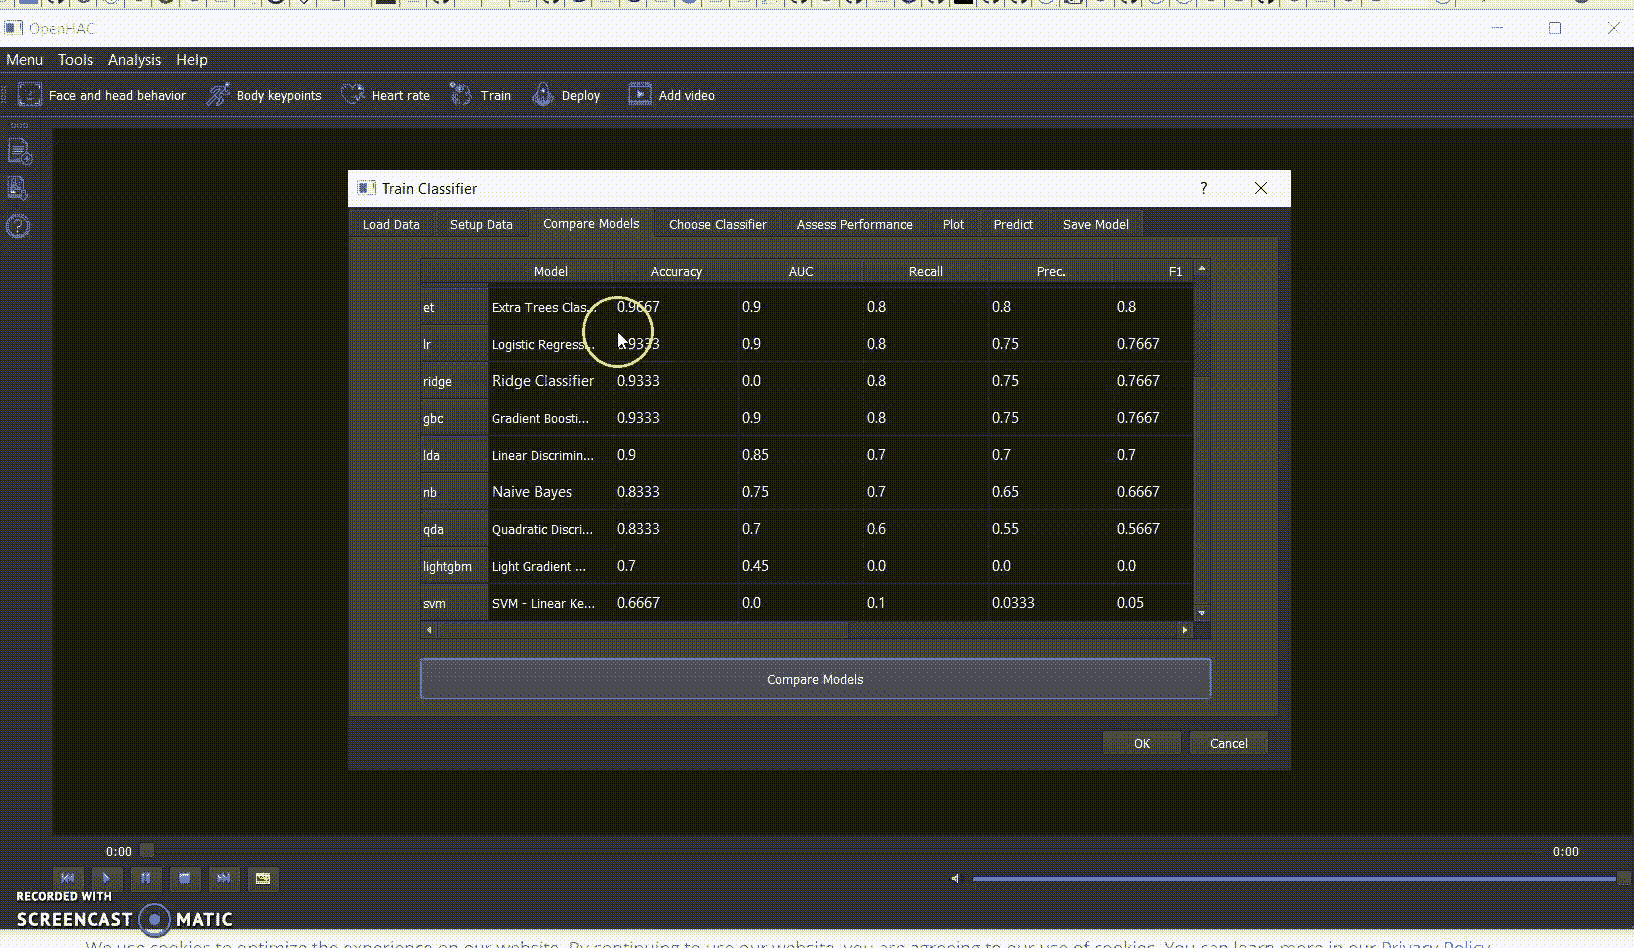 OpenHAC
Menu Tools Analysis Help
Face and head behavior Body keypoints Heart rate Train Deploy Add video
Train Classifier ?
Load Data Setup Data Compare Models Choose Classifier Assess Performance Plot Predict Save Model
Model Accuracy AUC Recall Prec. F1
et Extra Trees Clas... 0.9667 0.9 0.8 0.8 0.8
lr Logistic Regress... 0.9333 0.9 0.8 0.75 0.7667
ridge Ridge Classifier 0.9333 0.0 0.8 0.75 0.7667
gbc Gradient Boosti... 0.9333 0.9 0.8 0.75 0.7667
lda Linear Discrimin... 0.9 0.85 0.7 0.7 0.7
nb Naive Bayes 0.8333 0.75 0.7 0.65 0.6667
qda Quadratic Discri... 0.8333 0.7 0.6 0.55 0.5667
lightgbm Light Gradient ... 0.7 0.45 0.0 0.0 0.0
svm SVM - Linear Ke... 0.6667 0.0 0.1 0.0333 0.05
Compare Models
OK Cancel
0:00 0:00
RECORDED WITH
SCREENCAST MATIC
We use cookies to optimize the experience on our website. By continuing to use our website, you are agreeing to our use of cookies. You can learn more in our Privacy Policy